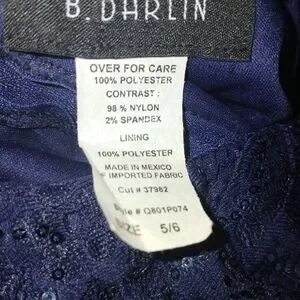 B. DARLIN
OVER FOR CARE
100% POLYESTER
CONTRAST:
98 % NYLON
2% SPANDEX
LINING
100% POLYESTER
MADE IN MEXICO
OF IMPORTED FABRIC
Cut # 37982
Style # Q801P074
SIZE 5/6